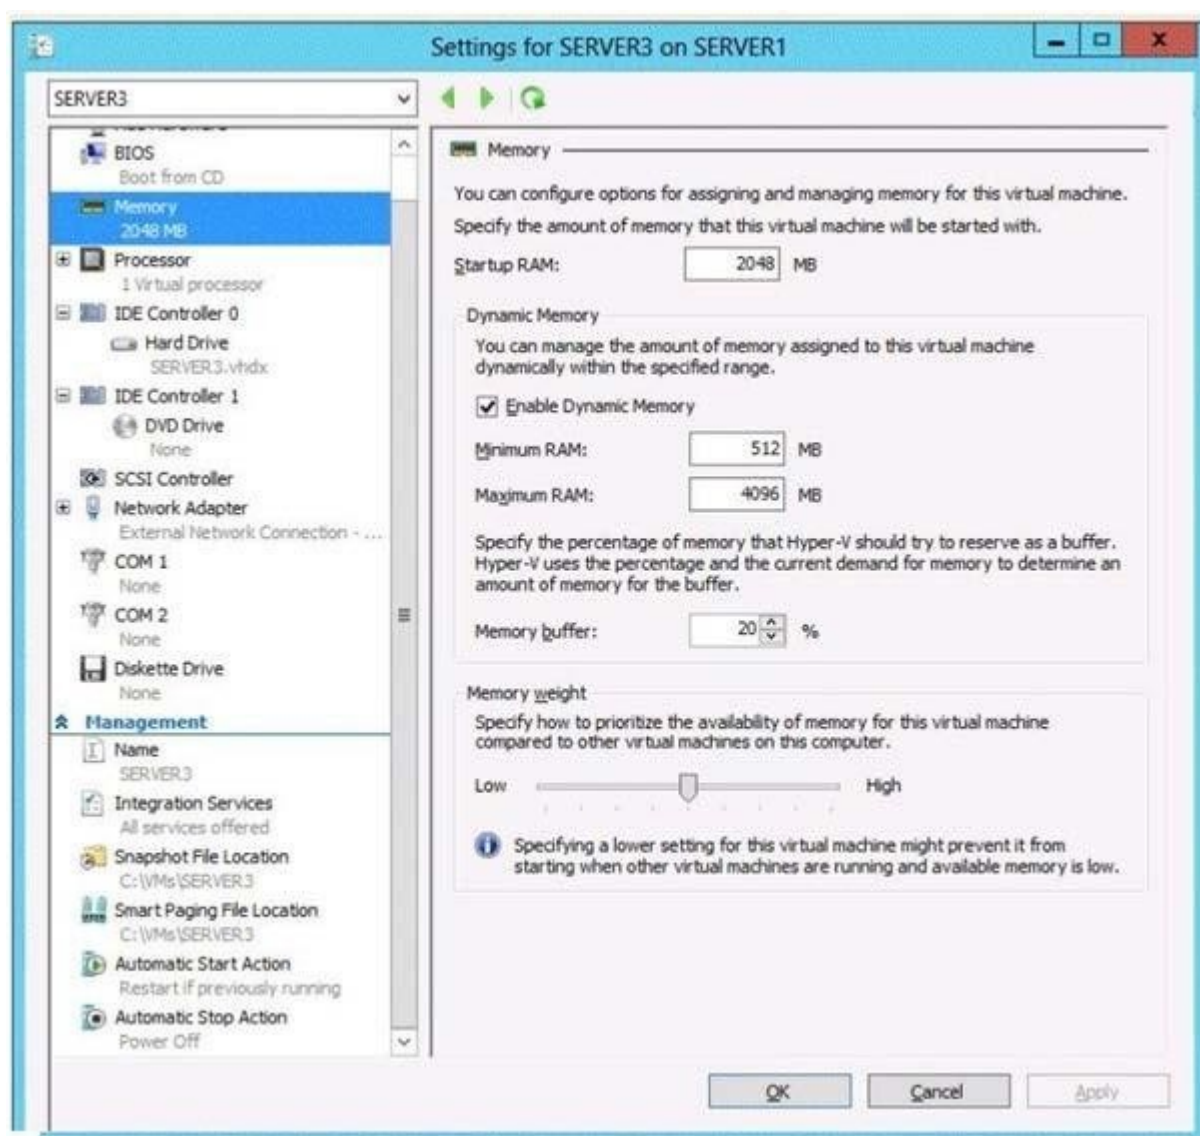 Settings for SERVER3 on SERVER1
SERVER3
BIOS
Boot from CD
Memory
2048 MB
Processor
1 Virtual processor
IDE Controller 0
Hard Drive
SERVER3.vhdx
IDE Controller 1
DVD Drive
None
SCSI Controller
Network Adapter
External Network Connection - ...
COM 1
None
COM 2
None
Diskette Drive
None
Management
Name
SERVER3
Integration Services
All services offered
Snapshot File Location
C:\VMs\SERVER3
Smart Paging File Location
C:\VMs\SERVER3
Automatic Start Action
Restart if previously running
Automatic Stop Action
Power Off
Memory
You can configure options for assigning and managing memory for this virtual machine.
Specify the amount of memory that this virtual machine will be started with.
Startup RAM: 2048 MB
Dynamic Memory
You can manage the amount of memory assigned to this virtual machine
dynamically within the specified range.
Enable Dynamic Memory
Minimum RAM: 512 MB
Maximum RAM: 4096 MB
Specify the percentage of memory that Hyper-V should try to reserve as a buffer.
Hyper-V uses the percentage and the current demand for memory to determine an
amount of memory for the buffer.
Memory buffer: 20 %
Memory weight
Specify how to prioritize the availability of memory for this virtual machine
compared to other virtual machines on this computer.
Low High
Specifying a lower setting for this virtual machine might prevent it from
starting when other virtual machines are running and available memory is low.
OK Cancel Apply